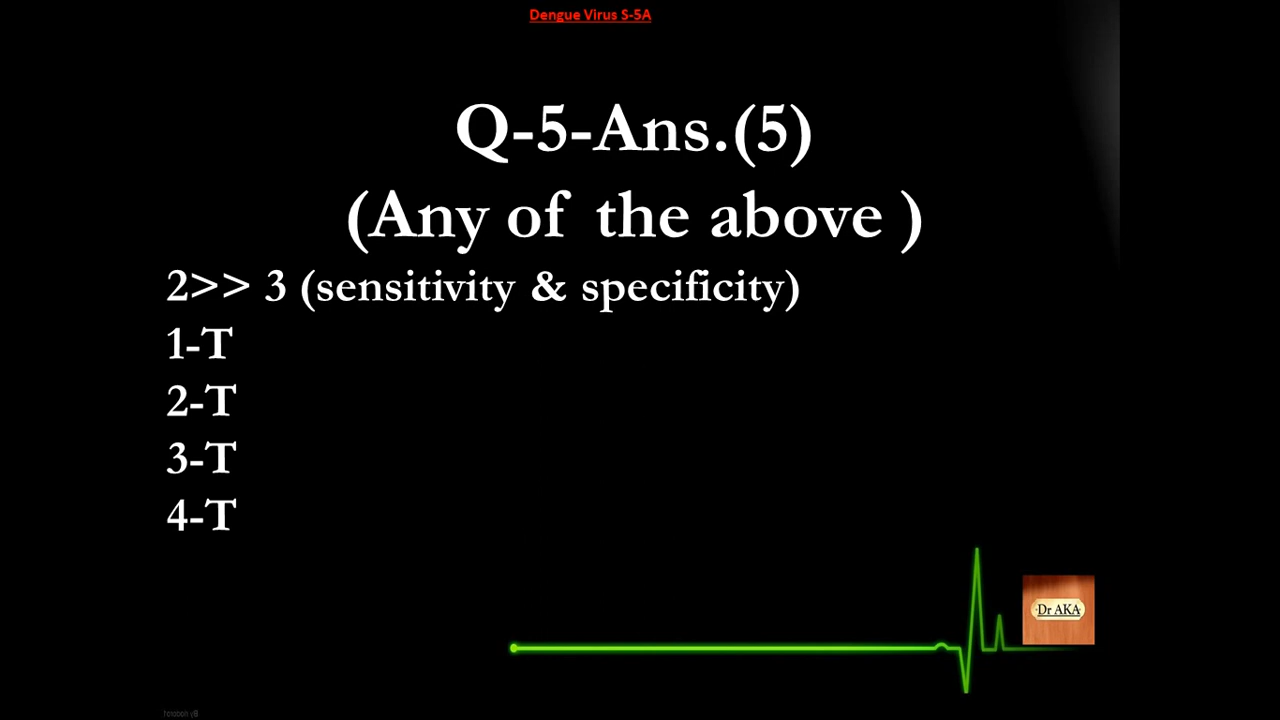 Dengue Virus S-5A
Q-5-Ans.(5)
(Any of the above )
2>> 3 (sensitivity & specificity)
1-T
2-T
3-T
4-T
Dr AKA